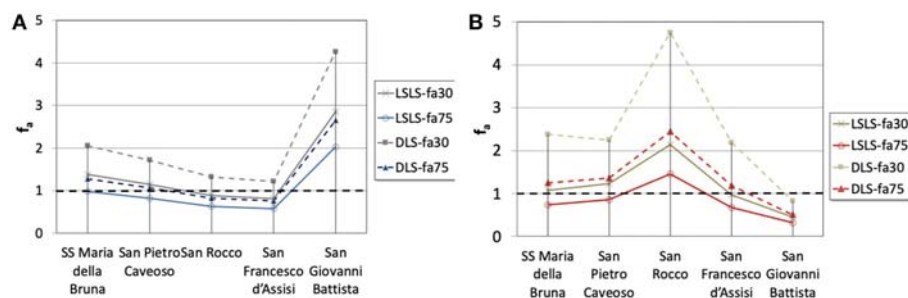 A
5
4
3
2
1
0
f_a
SS Maria della Bruna
San Pietro Caveoso
San Rocco
San Francesco d'Assisi
San Giovanni Battista
LSLS-fa30
LSLS-fa75
DLS-fa30
DLS-fa75
B
5
4
3
2
1
0
f_a
SS Maria della Bruna
San Pietro Caveoso
San Rocco
San Francesco d'Assisi
San Giovanni Battista
LSLS-fa30
LSLS-fa75
DLS-fa30
DLS-fa75